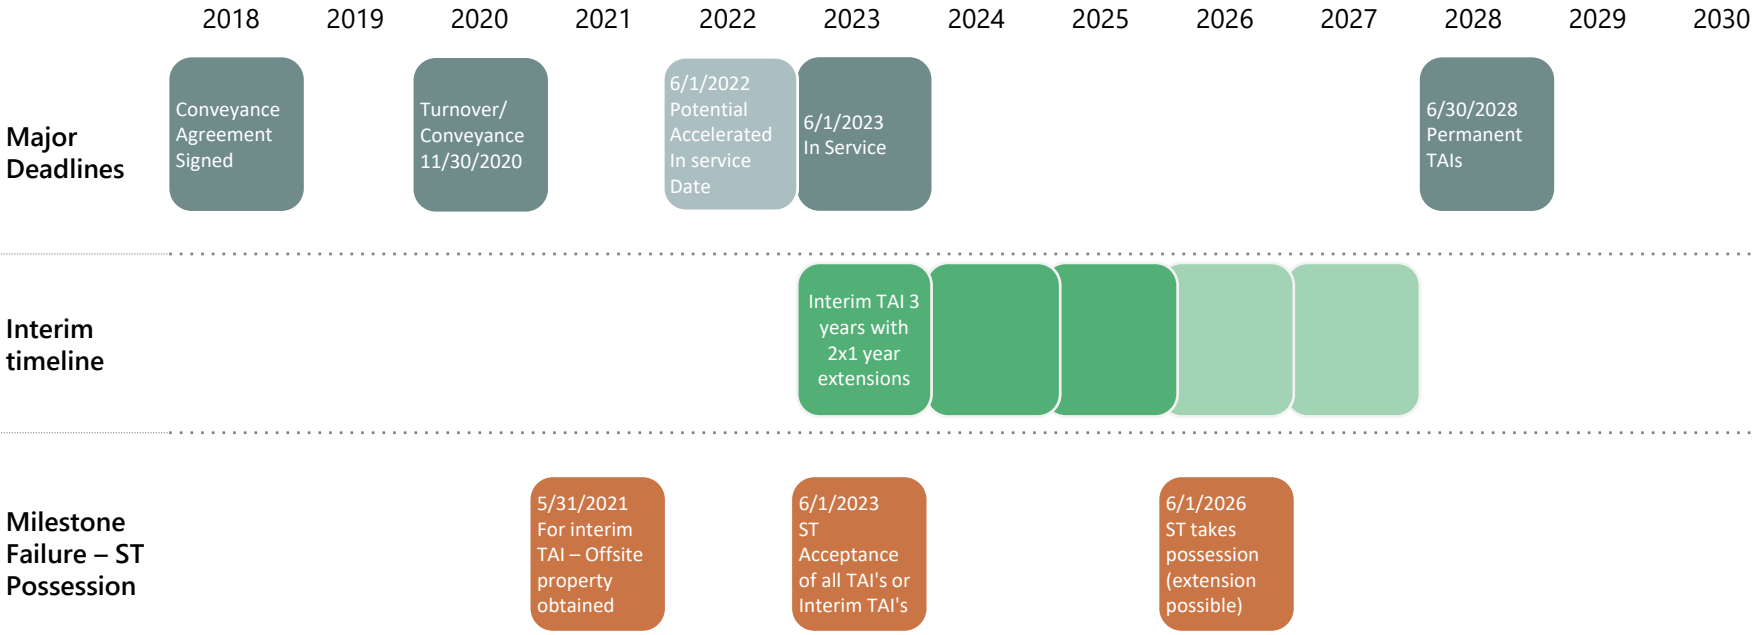 2018 2019 2020 2021 2022 2023 2024 2025 2026 2027 2028 2029 2030
Major
Deadlines
Conveyance
Agreement
Signed
Turnover/
Conveyance
11/30/2020
6/1/2022
Potential
Accelerated
In service
Date
6/1/2023
In Service
6/30/2028
Permanent
TAIs
Interim
timeline
Interim TAI 3
years with
2x1 year
extensions
Milestone
Failure – ST
Possession
5/31/2021
For interim
TAI – Offsite
property
obtained
6/1/2023
ST
Acceptance
of all TAI's or
Interim TAI's
6/1/2026
ST takes
possession
(extension
possible)